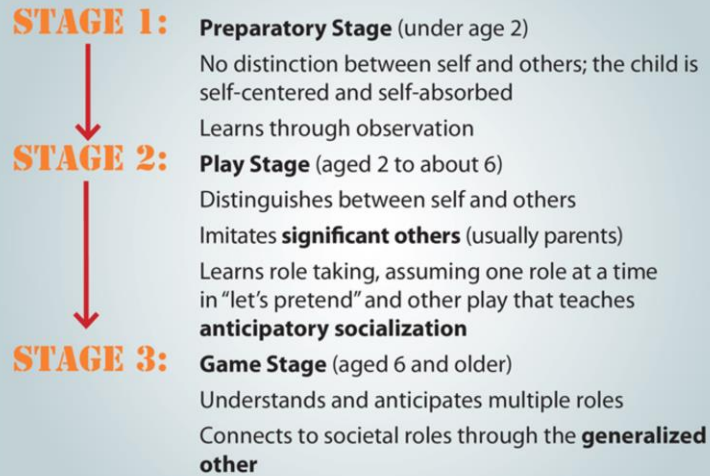 STAGE 1: Preparatory Stage (under age 2)
No distinction between self and others; the child is
self-centered and self-absorbed
Learns through observation
STAGE 2: Play Stage (aged 2 to about 6)
Distinguishes between self and others
Imitates significant others (usually parents)
Learns role taking, assuming one role at a time
in “let’s pretend” and other play that teaches
anticipatory socialization
STAGE 3: Game Stage (aged 6 and older)
Understands and anticipates multiple roles
Connects to societal roles through the generalized
other